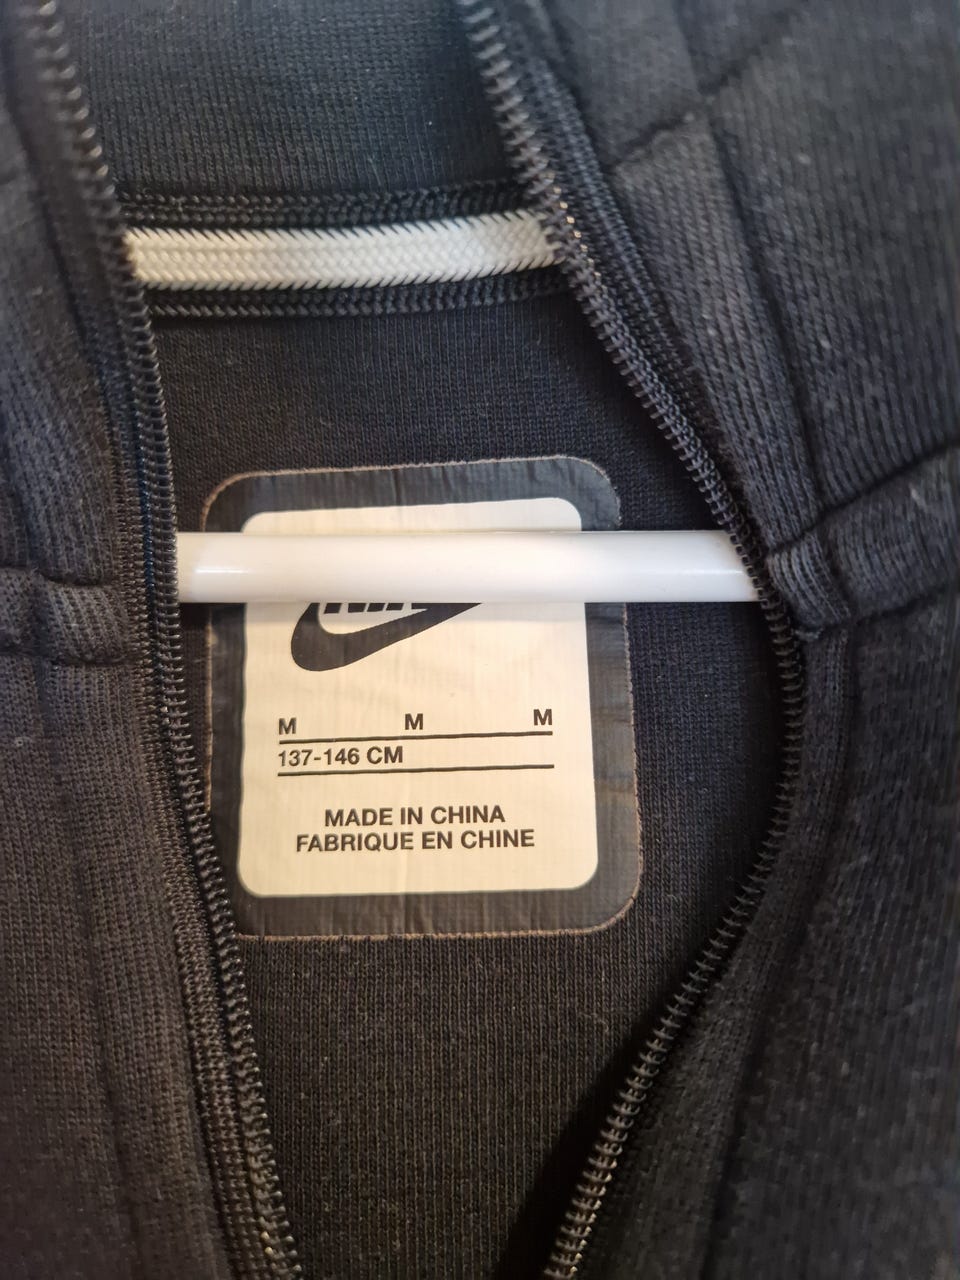 M M M
137-146 CM
MADE IN CHINA
FABRIQUE EN CHINE